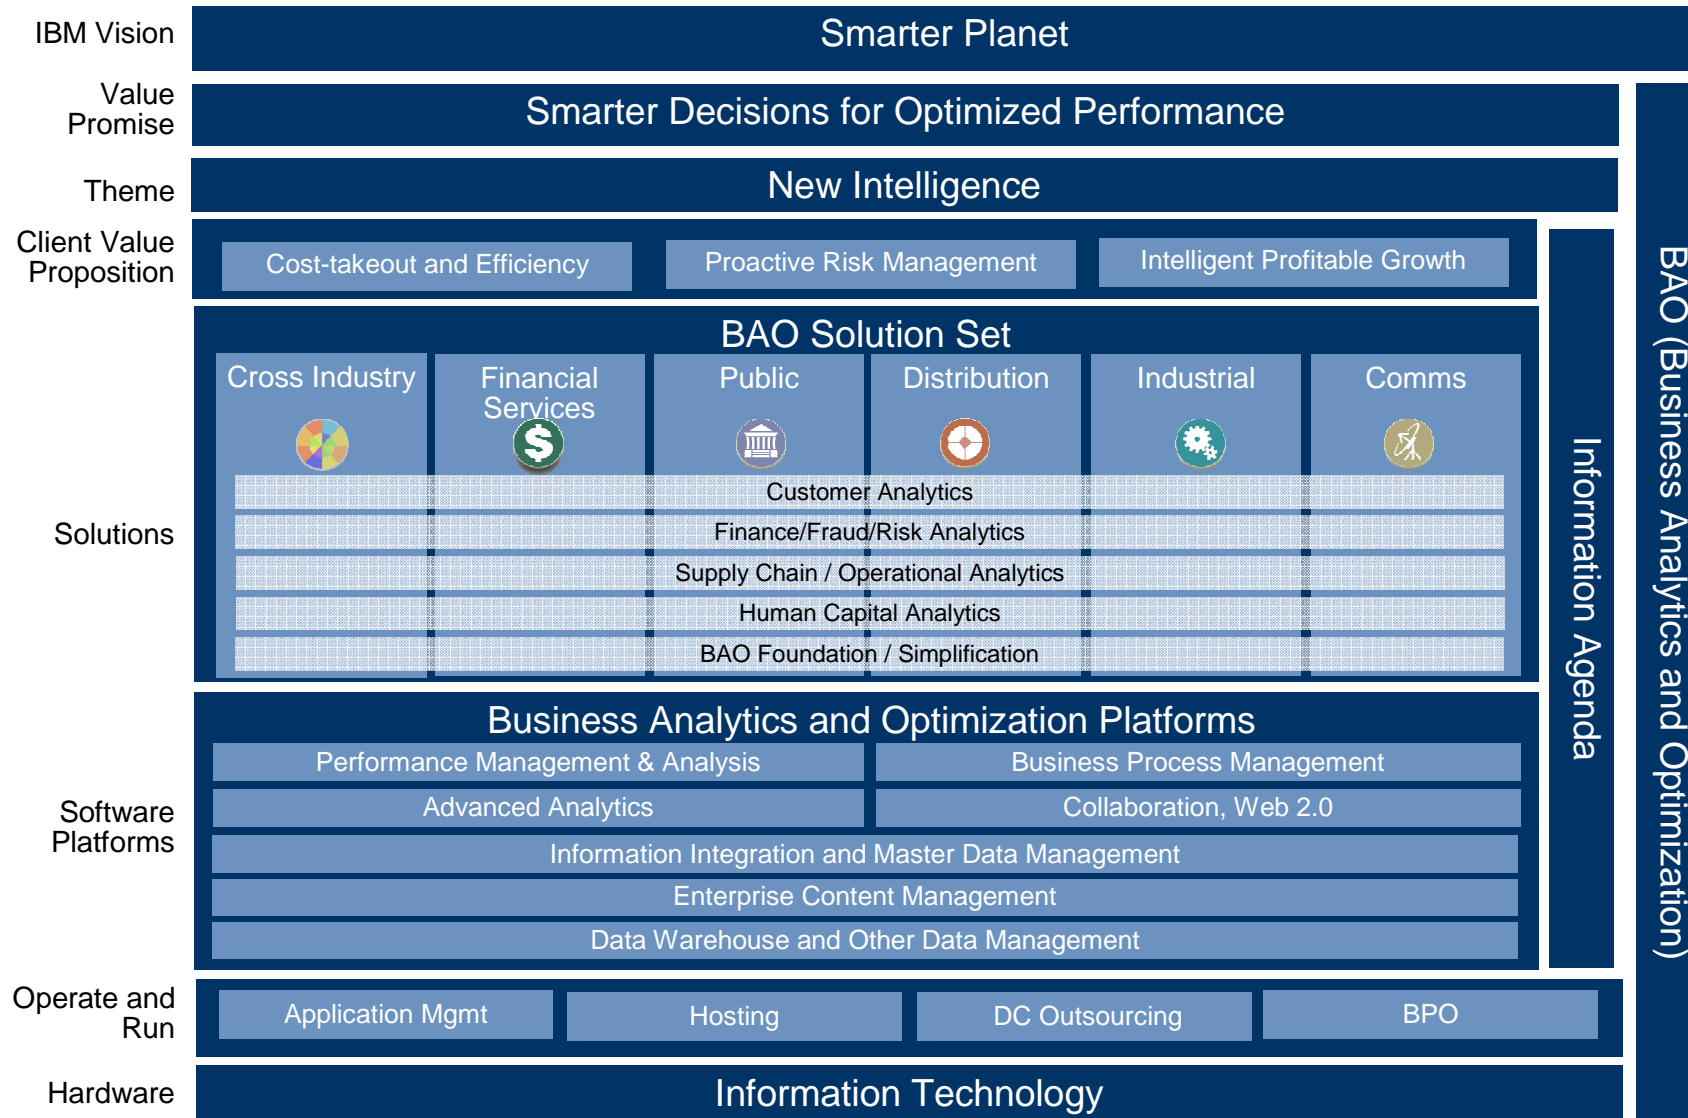 IBM Vision
Smarter Planet
Value
Promise
Smarter Decisions for Optimized Performance
Theme
New Intelligence
Client Value
Proposition
Cost-takeout and Efficiency
Proactive Risk Management
Intelligent Profitable Growth
Solutions
BAO Solution Set
Cross Industry
Financial
Services
Public
Distribution
Industrial
Comms
$
Customer Analytics
Finance/Fraud/Risk Analytics
Supply Chain / Operational Analytics
Human Capital Analytics
BAO Foundation / Simplification
Software
Platforms
Business Analytics and Optimization Platforms
Performance Management & Analysis
Business Process Management
Advanced Analytics
Collaboration, Web 2.0
Information Integration and Master Data Management
Enterprise Content Management
Data Warehouse and Other Data Management
Operate and
Run
Application Mgmt
Hosting
DC Outsourcing
BPO
Hardware
Information Technology
Information Agenda
BAO (Business Analytics and Optimization)